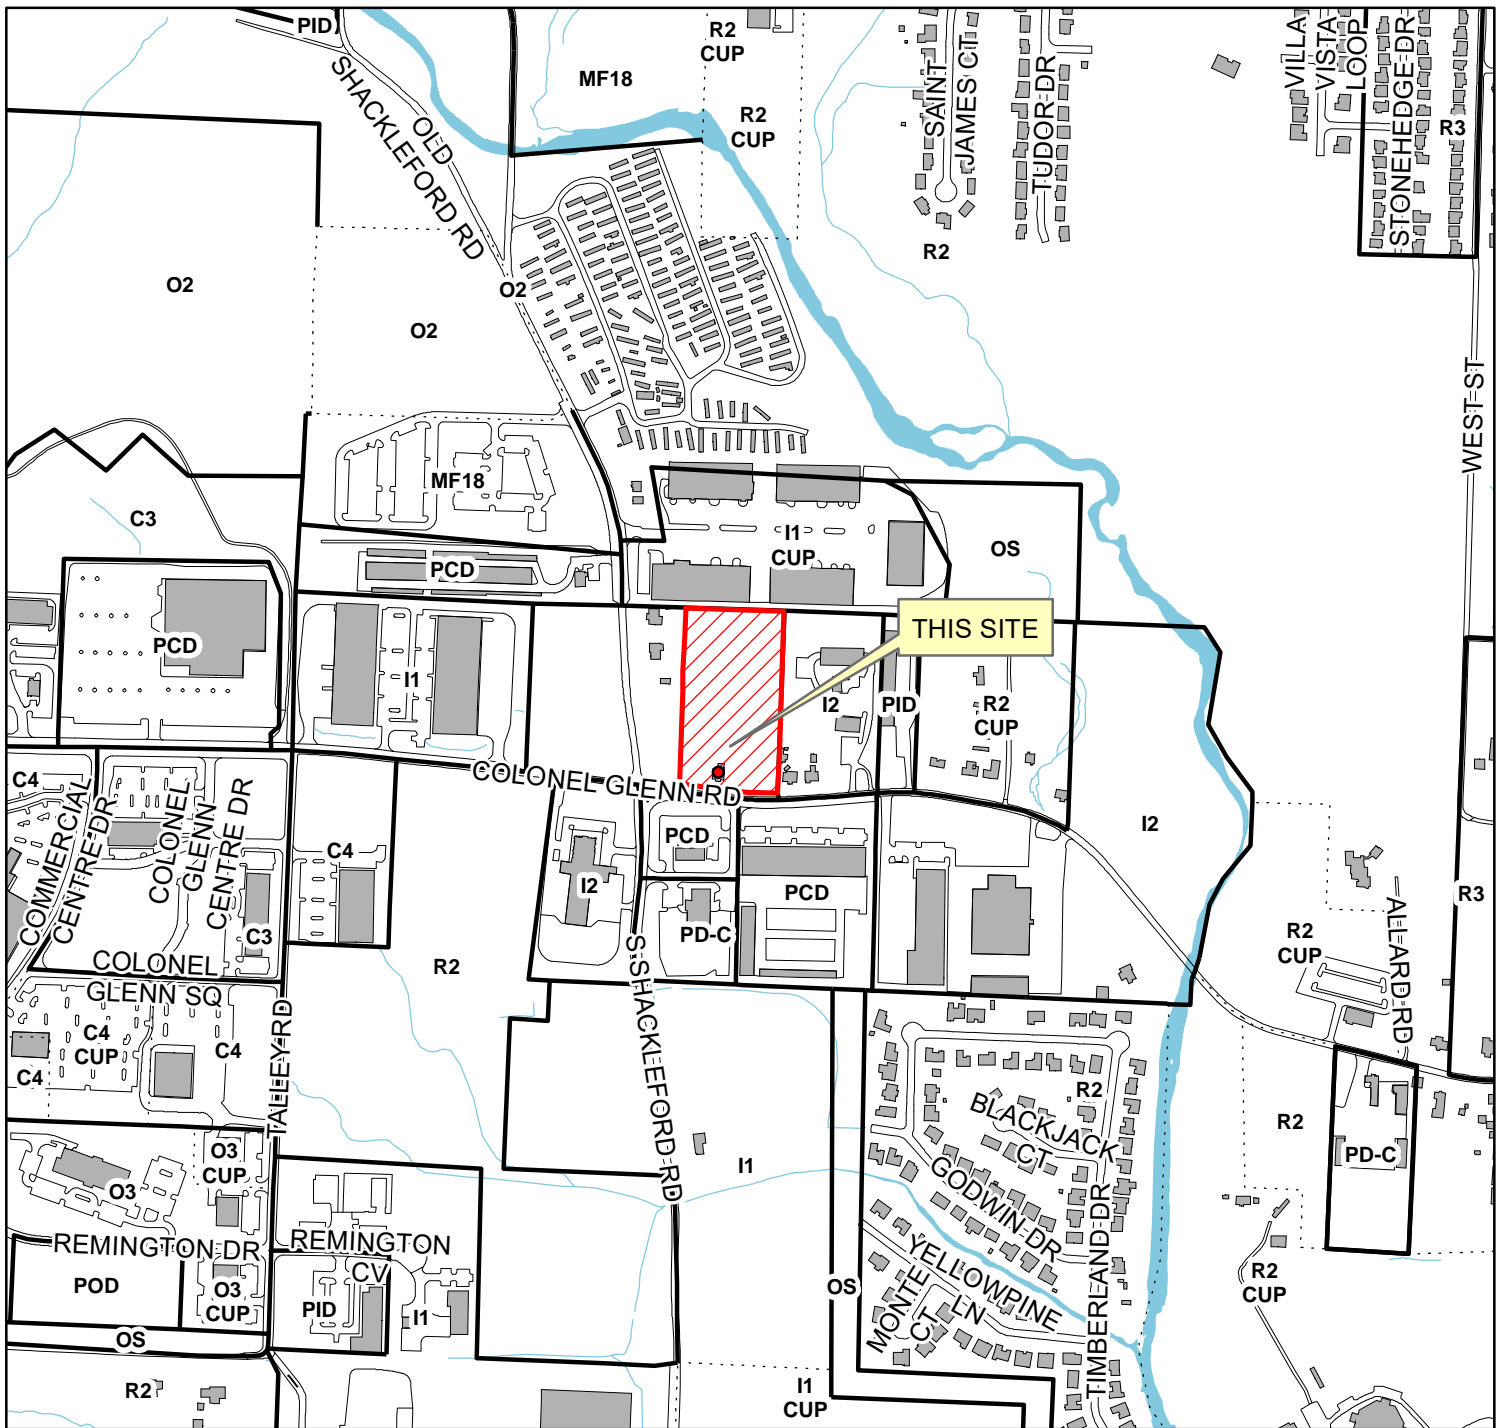 PID
R2
CUP
MF18
R2
CUP
OLD
SHACKLEFORD RD
SAINT
JAMES CT
TUDOR DR
VILLA
VISTA
LOOP
STONEHEDGE DR
R3
R2
O2
O2
O2
WEST ST
MF18
C3
I1
CUP
OS
PCD
PCD
I1
THIS SITE
I2
PID
R2
CUP
COLONEL GLENN RD
C4
COMMERCIAL
CENTRE DR
COLONEL
GLENN
CENTRE DR
C4
C3
I2
PCD
PD-C
PCD
I2
R3
R2
CUP
ALLARD RD
COLONEL
GLENN SQ
R2
S SHACKLEFORD RD
C4
CUP
C4
C4
TALLEY RD
R2
BLACKJACK
CT
GODWIN DR
R2
PD-C
O3
CUP
O3
I1
REMINGTON DR
REMINGTON
CV
POD
O3
CUP
PID
I1
OS
YELLOWPINE
LN
MONTE
CT
TIMBERLAND DR
R2
CUP
OS
R2
I1
CUP